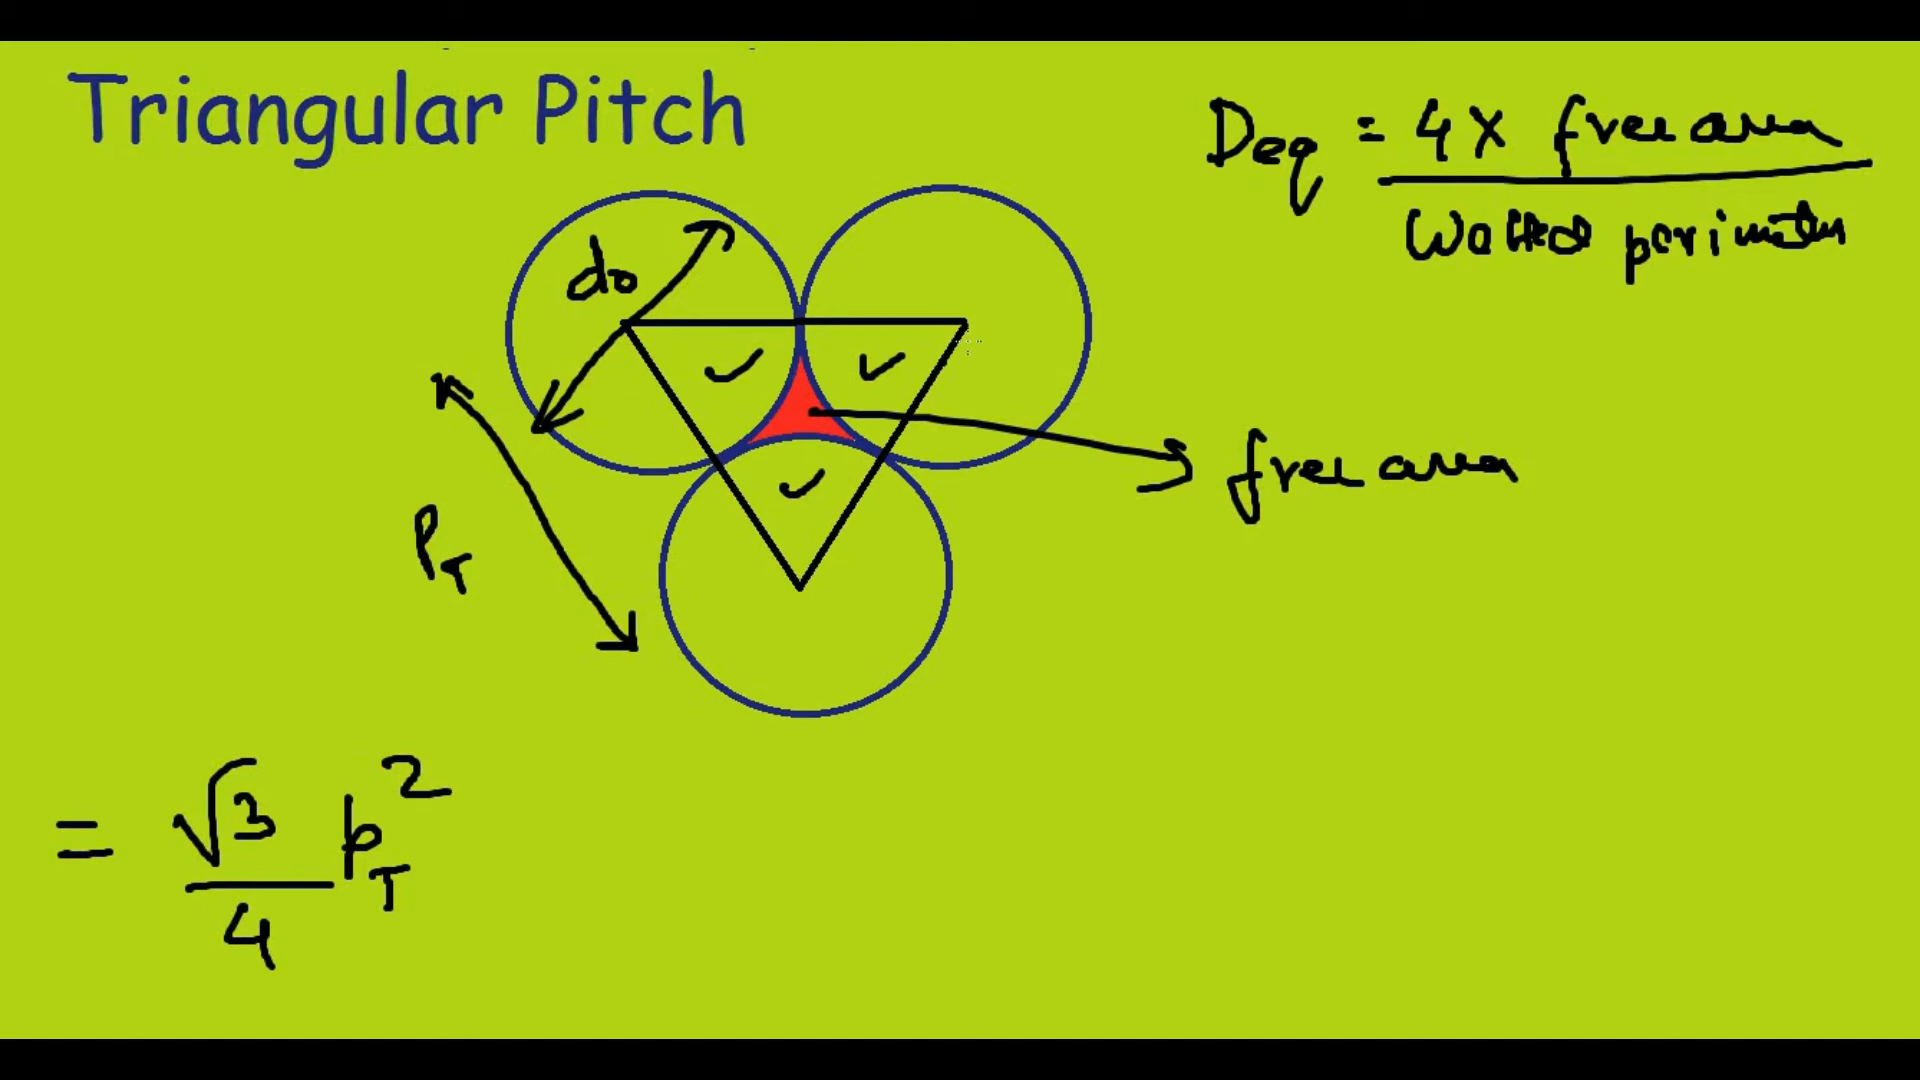 Triangular Pitch
Deq = 4 X free area
Wetted perimeter
do
free area
PT
= √3 PT²
4